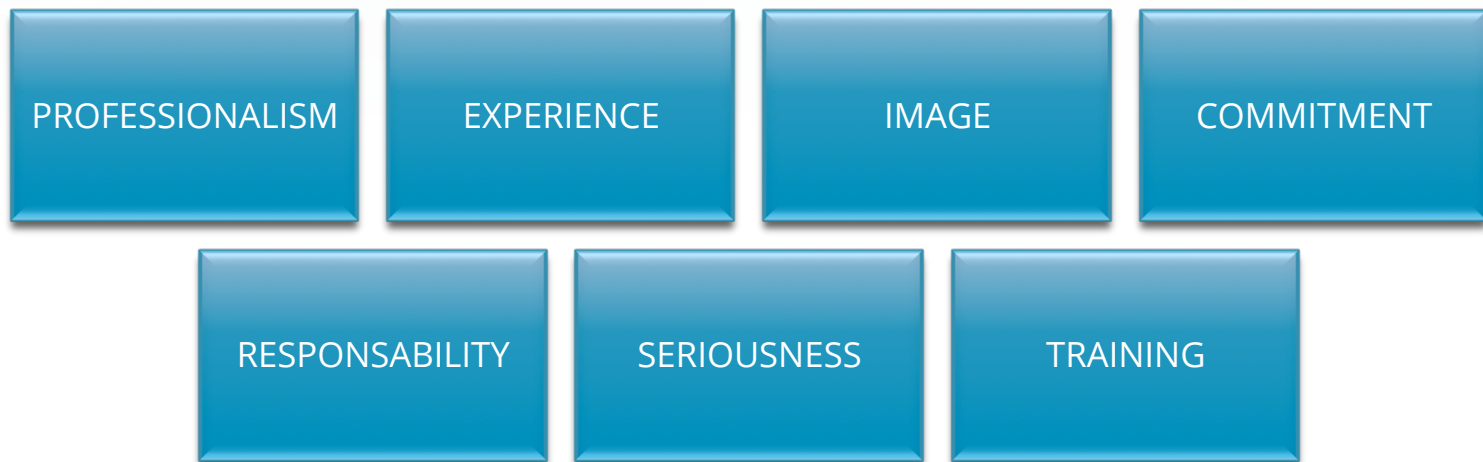 PROFESSIONALISM
EXPERIENCE
IMAGE
COMMITMENT
RESPONSABILITY
SERIOUSNESS
TRAINING